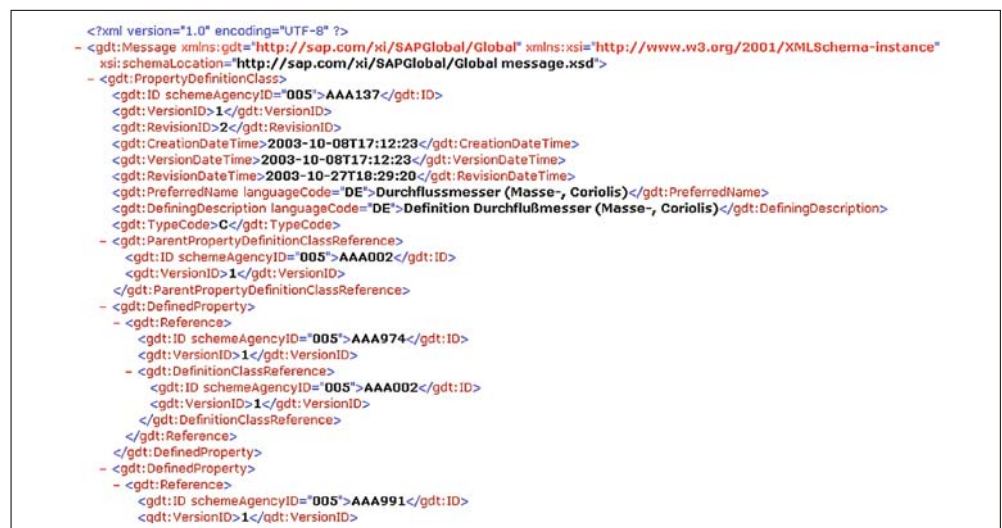 <?xml version="1.0" encoding="UTF-8" ?>
- <gdt:Message xmlns:gdt="http://sap.com/xi/SAPGlobal/Global" xmlns:xsi="http://www.w3.org/2001/XMLSchema-instance"
xsi:schemaLocation="http://sap.com/xi/SAPGlobal/Global message.xsd">
- <gdt:PropertyDefinitionClass>
<gdt:ID schemeAgencyID="005">AAA137</gdt:ID>
<gdt:VersionID>1</gdt:VersionID>
<gdt:RevisionID>2</gdt:RevisionID>
<gdt:CreationDateTime>2003-10-08T17:12:23</gdt:CreationDateTime>
<gdt:VersionDateTime>2003-10-08T17:12:23</gdt:VersionDateTime>
<gdt:RevisionDateTime>2003-10-27T18:29:20</gdt:RevisionDateTime>
<gdt:PreferredName languageCode="DE">Durchflussmesser (Masse-, Coriolis)</gdt:PreferredName>
<gdt:DefiningDescription languageCode="DE">Definition Durchflußmesser (Masse-, Coriolis)</gdt:DefiningDescription>
<gdt:TypeCode>C</gdt:TypeCode>
- <gdt:ParentPropertyDefinitionClassReference>
<gdt:ID schemeAgencyID="005">AAA002</gdt:ID>
<gdt:VersionID>1</gdt:VersionID>
</gdt:ParentPropertyDefinitionClassReference>
- <gdt:DefinedProperty>
- <gdt:Reference>
<gdt:ID schemeAgencyID="005">AAA974</gdt:ID>
<gdt:VersionID>1</gdt:VersionID>
- <gdt:DefinitionClassReference>
<gdt:ID schemeAgencyID="005">AAA002</gdt:ID>
<gdt:VersionID>1</gdt:VersionID>
</gdt:DefinitionClassReference>
</gdt:Reference>
</gdt:DefinedProperty>
- <gdt:DefinedProperty>
- <gdt:Reference>
<gdt:ID schemeAgencyID="005">AAA991</gdt:ID>
<gdt:VersionID>1</gdt:VersionID>